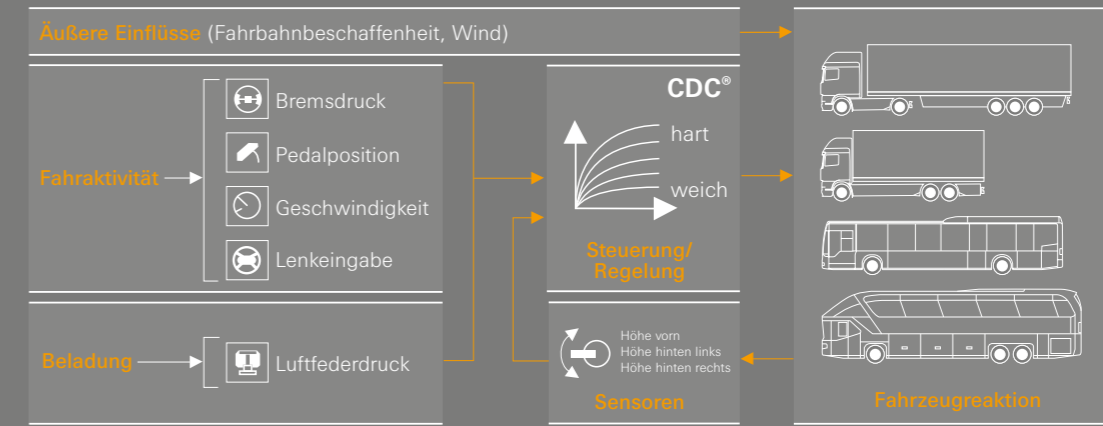 Äußere Einflüsse (Fahrbahnbeschaffenheit, Wind)
Fahraktivität
Bremsdruck
Pedalposition
Geschwindigkeit
Lenkeingabe
Beladung
Luftfederdruck
CDC®
hart
weich
Steuerung/
Regelung
Höhe vorn
Höhe hinten links
Höhe hinten rechts
Sensoren
Fahrzeugreaktion